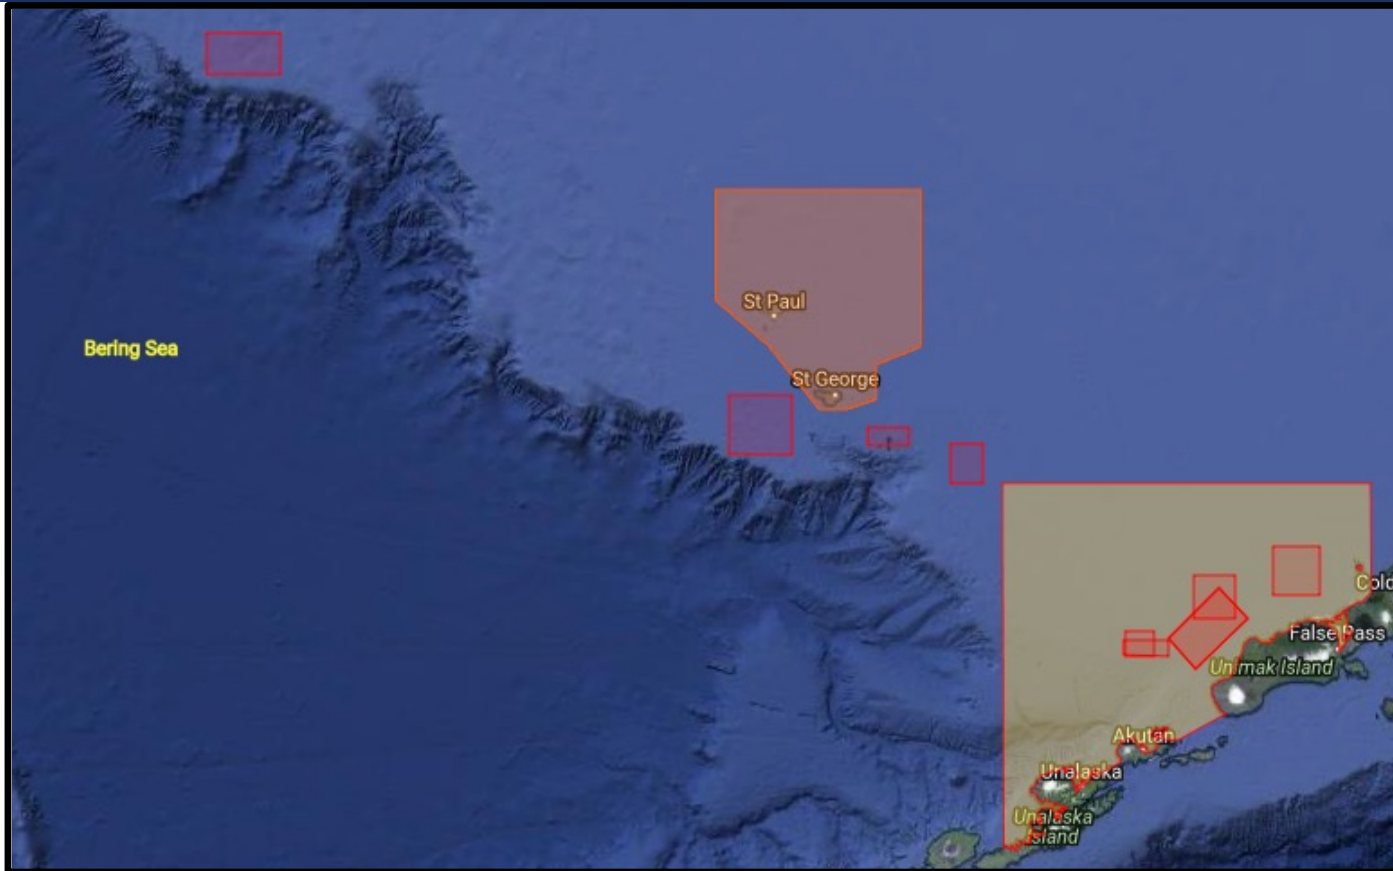 St Paul
Bering Sea
St George
Cold
False Pass
Unimak Island
Akutan
Unalaska
Unalaska
Island